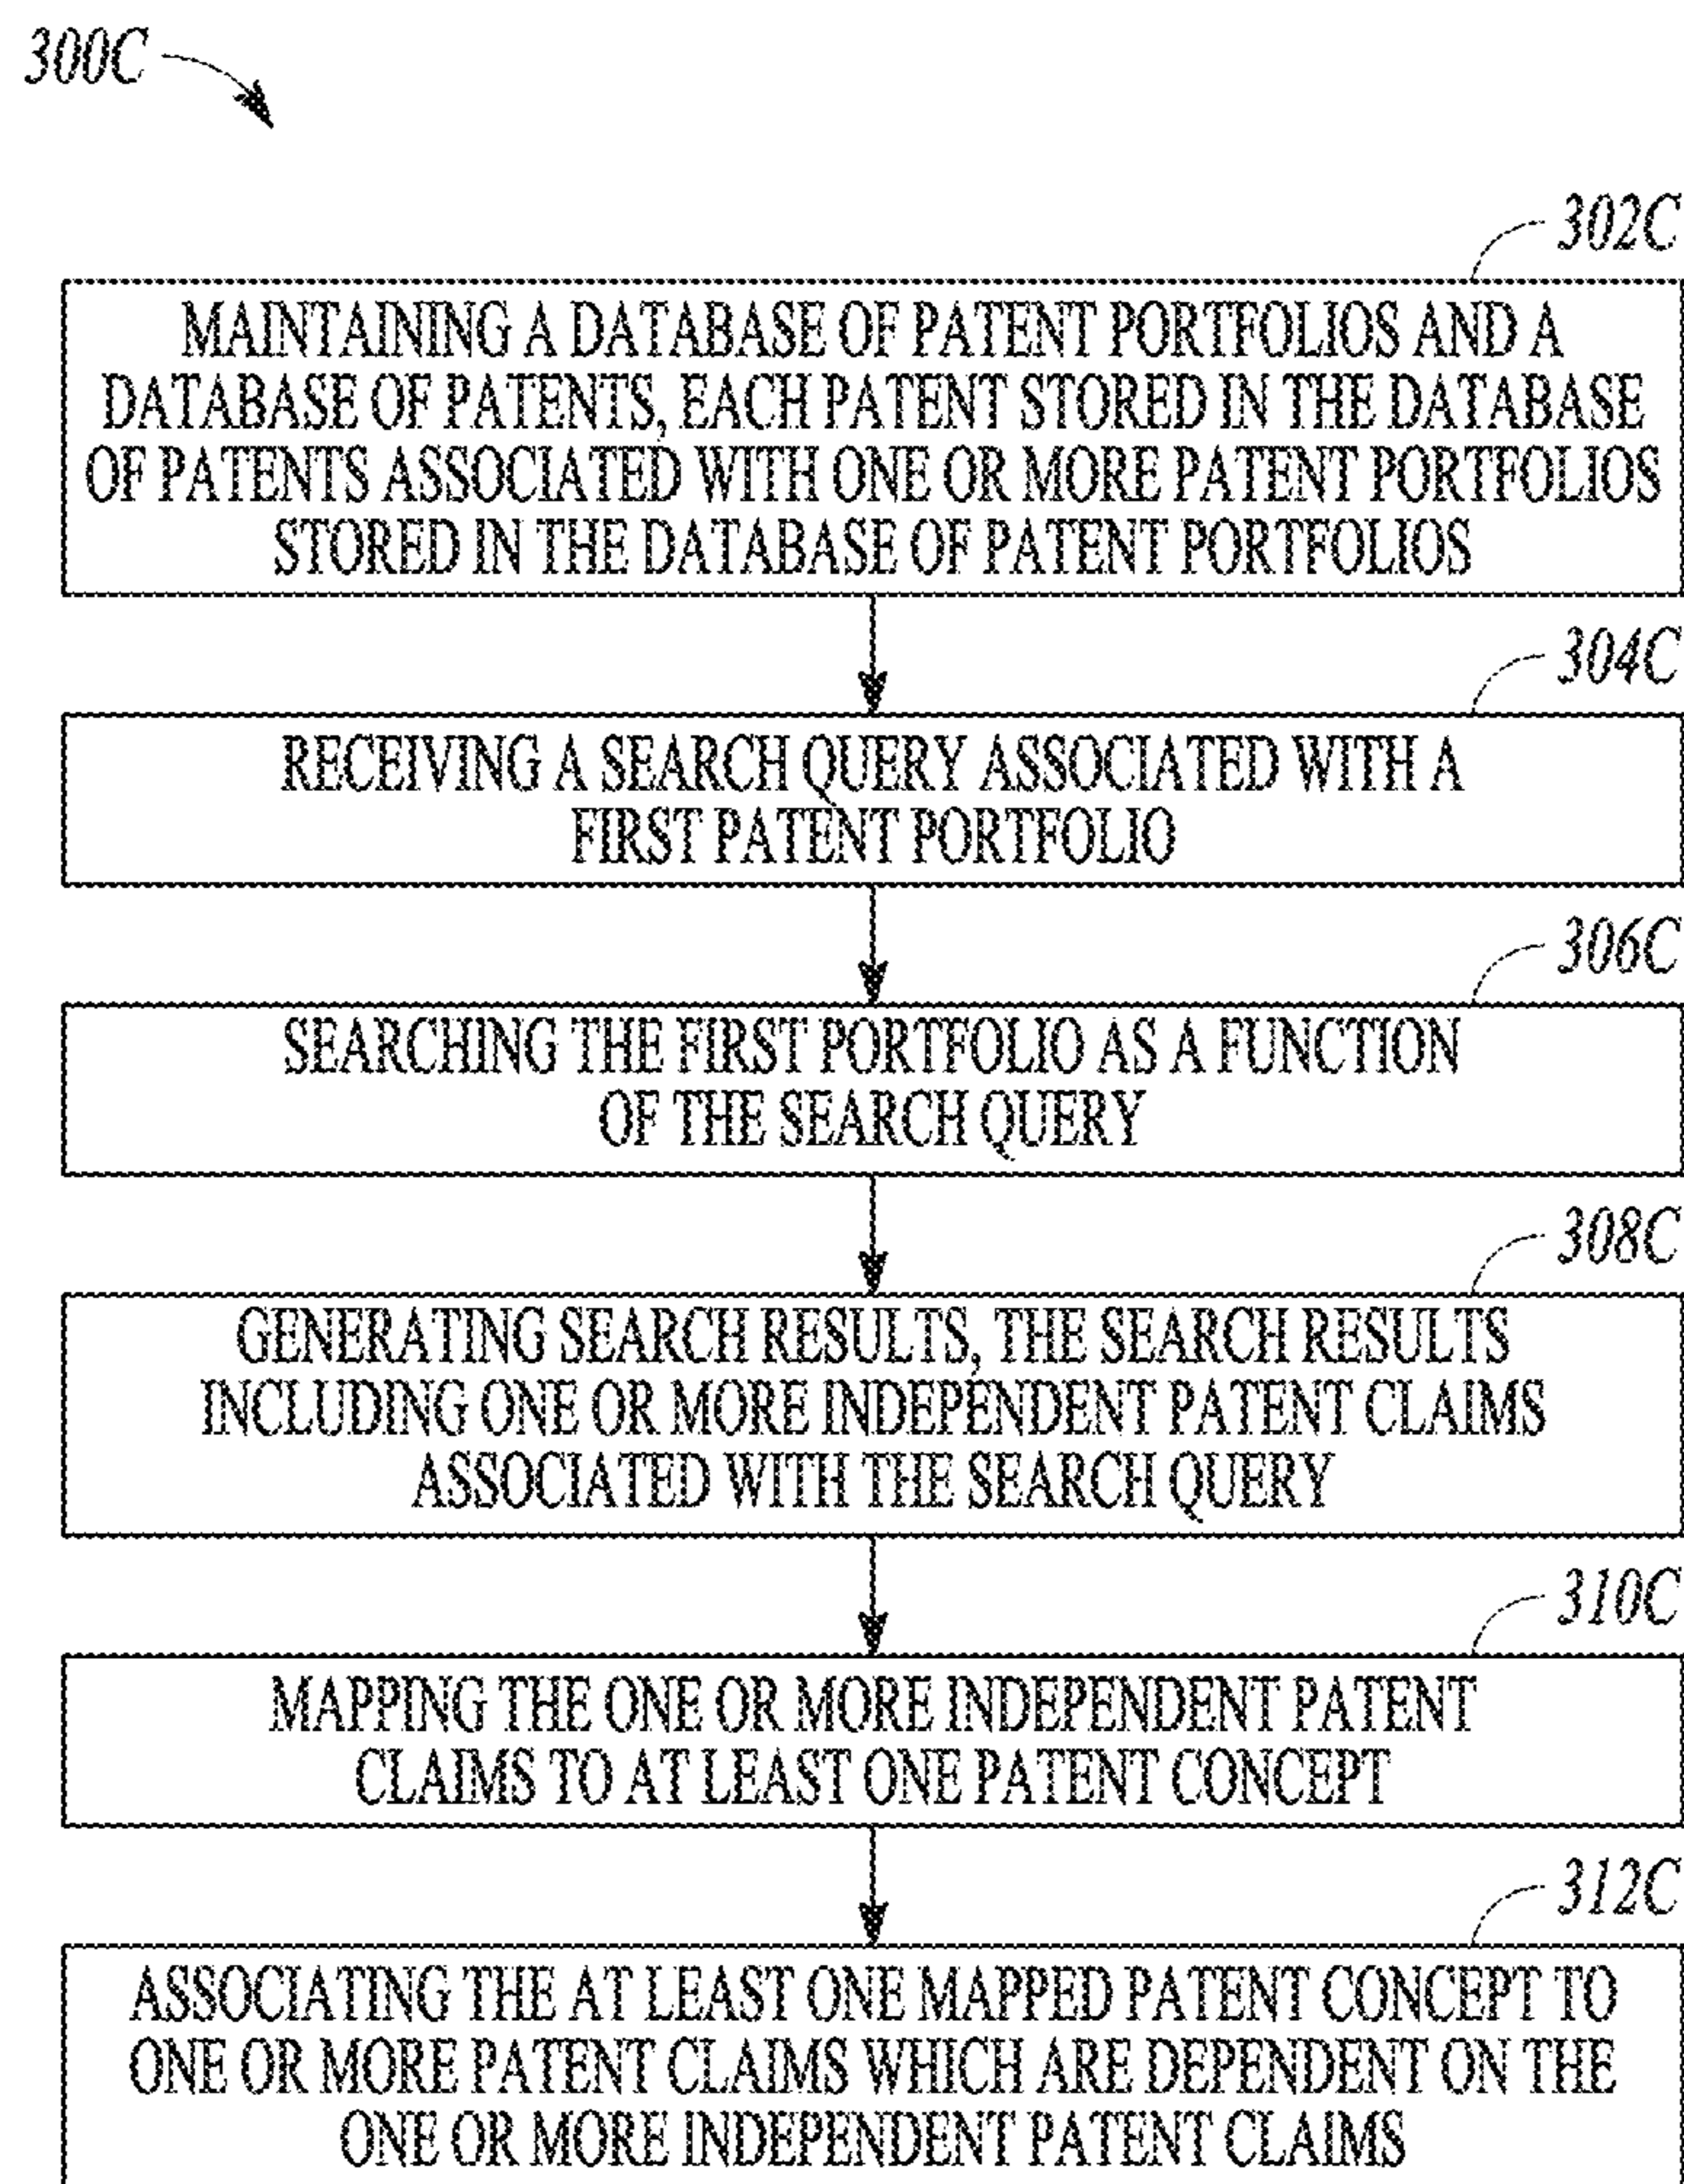 300C
302C
MAINTAINING A DATABASE OF PATENT PORTFOLIOS AND A
DATABASE OF PATENTS, EACH PATENT STORED IN THE DATABASE
OF PATENTS ASSOCIATED WITH ONE OR MORE PATENT PORTFOLIOS
STORED IN THE DATABASE OF PATENT PORTFOLIOS
304C
RECEIVING A SEARCH QUERY ASSOCIATED WITH A
FIRST PATENT PORTFOLIO
306C
SEARCHING THE FIRST PORTFOLIO AS A FUNCTION
OF THE SEARCH QUERY
308C
GENERATING SEARCH RESULTS, THE SEARCH RESULTS
INCLUDING ONE OR MORE INDEPENDENT PATENT CLAIMS
ASSOCIATED WITH THE SEARCH QUERY
310C
MAPPING THE ONE OR MORE INDEPENDENT PATENT
CLAIMS TO AT LEAST ONE PATENT CONCEPT
312C
ASSOCIATING THE AT LEAST ONE MAPPED PATENT CONCEPT TO
ONE OR MORE PATENT CLAIMS WHICH ARE DEPENDENT ON THE
ONE OR MORE INDEPENDENT PATENT CLAIMS